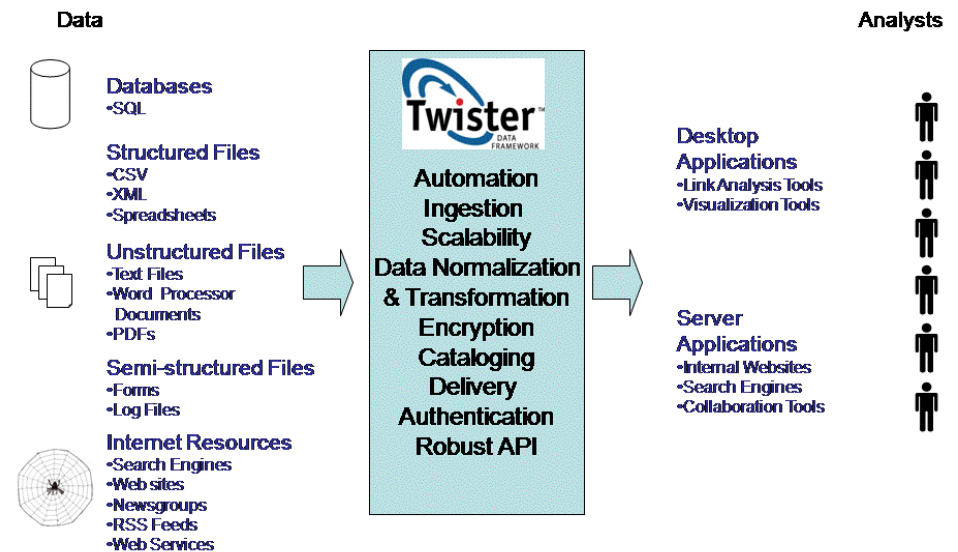 Data
Databases
•SQL
Structured Files
•CSV
•XML
•Spreadsheets
Unstructured Files
•Text Files
•Word Processor
Documents
•PDFs
Semi-structured Files
•Forms
•Log Files
Internet Resources
•Search Engines
•Web sites
•Newsgroups
•RSS Feeds
•Web Services
Twister™
DATA
FRAMEWORK
Automation
Ingestion
Scalability
Data Normalization
& Transformation
Encryption
Cataloging
Delivery
Authentication
Robust API
Analysts
Desktop
Applications
•Link Analysis Tools
•Visualization Tools
Server
Applications
•Internal Websites
•Search Engines
•Collaboration Tools